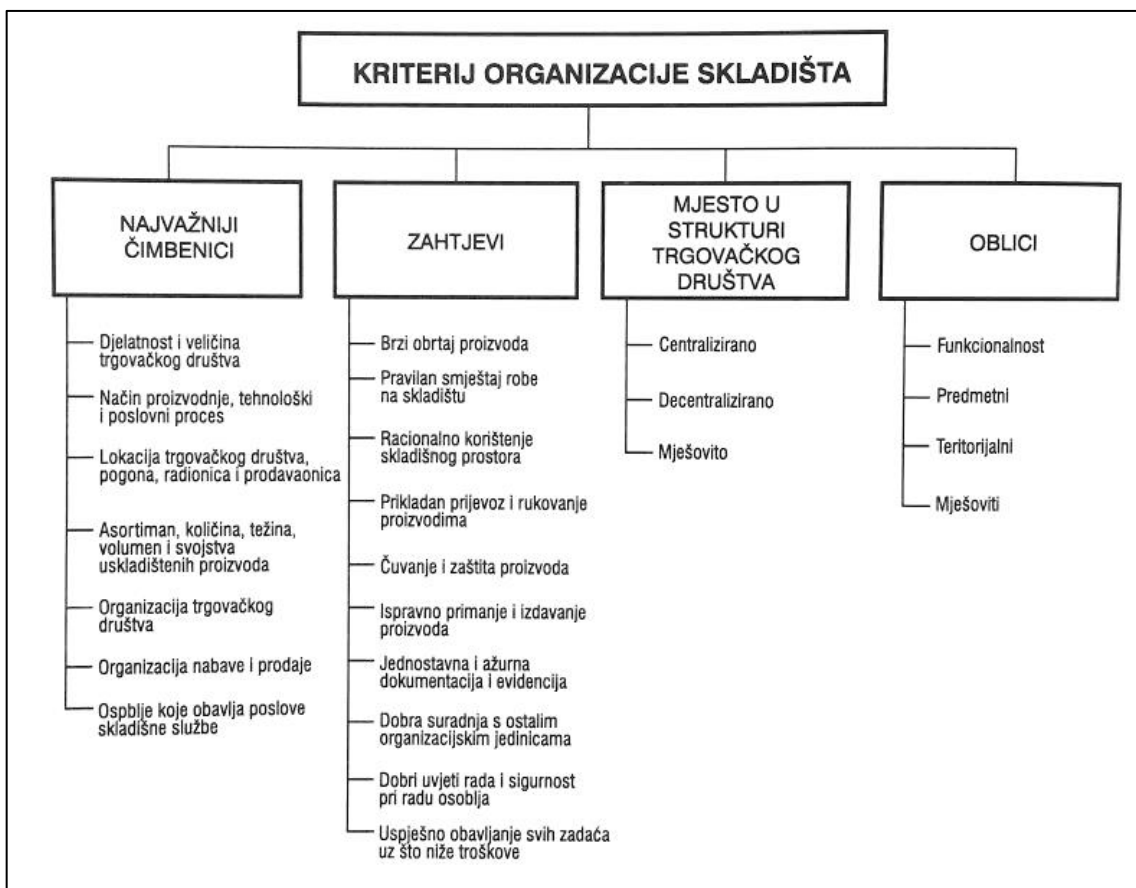 KRITERIJ ORGANIZACIJE SKLADIŠTA
NAJVAŽNIJI
ČIMBENICI
Djelatnost i veličina
trgovačkog društva
Način proizvodnje, tehnološki
i poslovni proces
Lokacija trgovačkog društva,
pogona, radionica i prodavaonica
Asortiman, količina, težina,
volumen i svojstva
uskladištenih proizvoda
Organizacija trgovačkog
društva
Organizacija nabave i prodaje
Ospblje koje obavlja poslove
skladišne službe
ZAHTJEVI
Brzi obrtaj proizvoda
Pravilan smještaj robe
na skladištu
Racionalno korištenje
skladišnog prostora
Prikladan prijevoz i rukovanje
proizvodima
Čuvanje i zaštita proizvoda
Ispravno primanje i izdavanje
proizvoda
Jednostavna i ažurna
dokumentacija i evidencija
Dobra suradnja s ostalim
organizacijskim jedinicama
Dobri uvjeti rada i sigurnost
pri radu osoblja
Uspješno obavljanje svih zadaća
uz što niže troškove
MJESTO U
STRUKTURI
TRGOVAČKOG
DRUŠTVA
Centralizirano
Decentralizirano
Mješovito
OBLICI
Funkcionalnost
Predmetni
Teritorijalni
Mješoviti